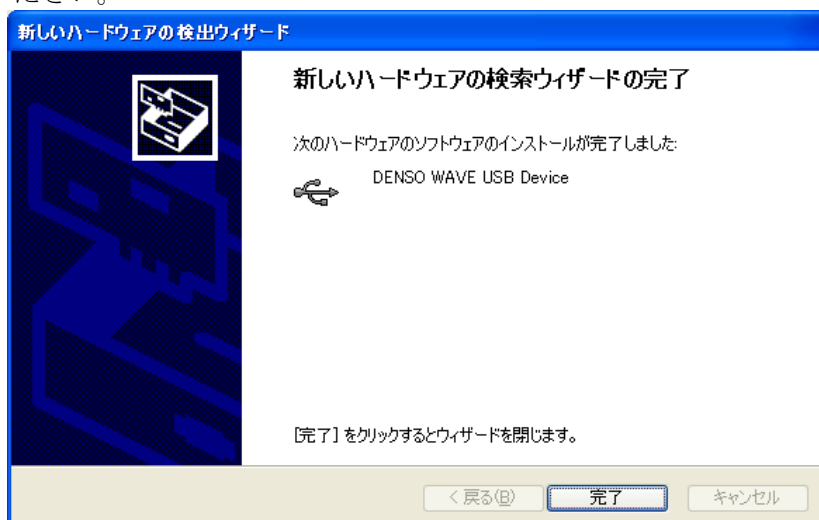 ださい。
新しいハードウェアの検出ウィザード
新しいハードウェアの検索ウィザードの完了
次のハードウェアのソフトウェアのインストールが完了しました:
DENSO WAVE USB Device
[完了] をクリックするとウィザードを閉じます。
< 戻る(B) 完了 キャンセル